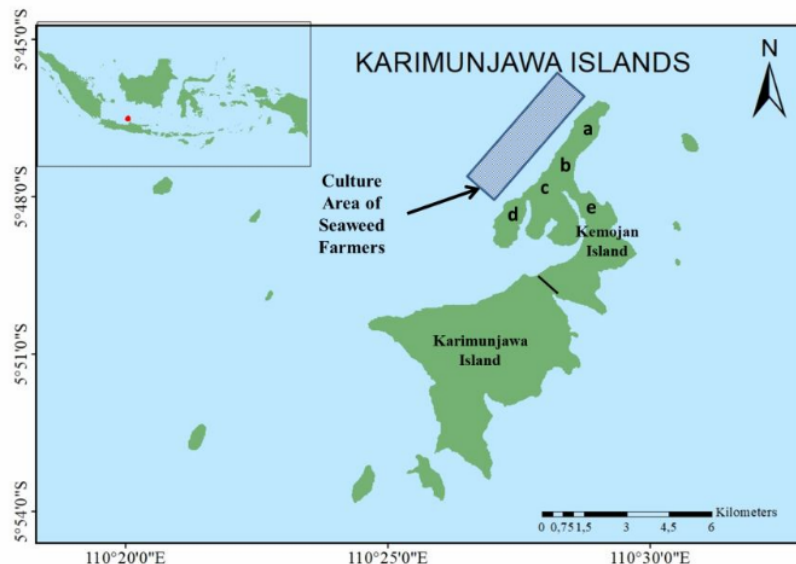 KARIMUNJAWA ISLANDS
N
5°45'0"S
5°48'0"S
5°51'0"S
5°54'0"S
Culture
Area of
Seaweed
Farmers
a
b
c
d
e
Kemojan
Island
Karimunjawa
Island
Kilometers
0 0,75 1,5 3 4,5 6
110°20'0"E 110°25'0"E 110°30'0"E